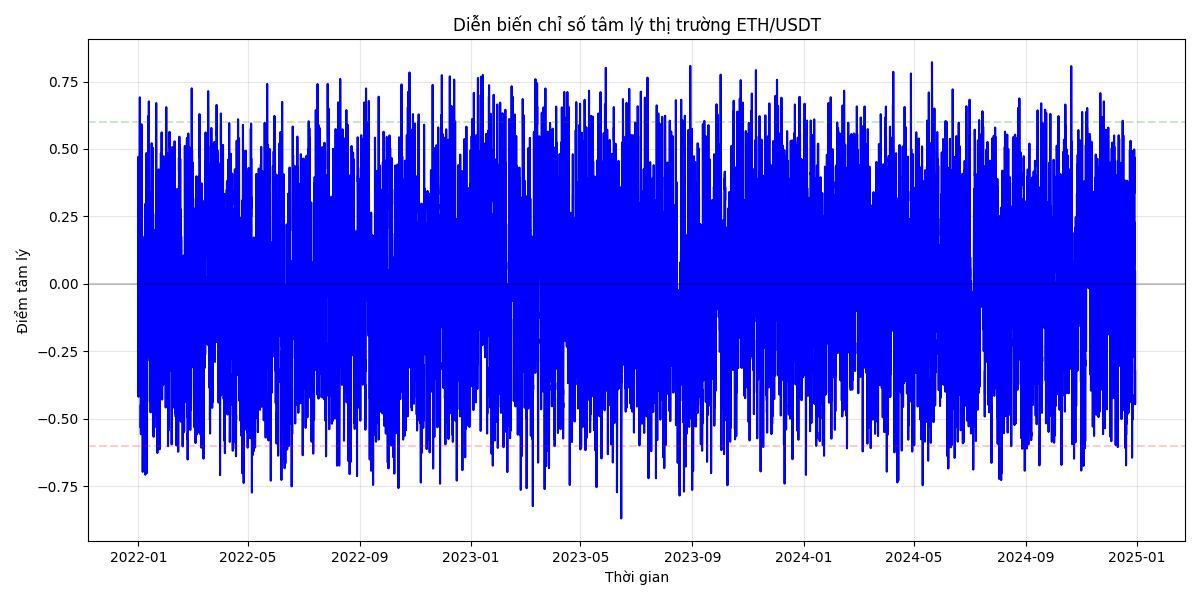 Diễn biến chỉ số tâm lý thị trường ETH/USDT
Điểm tâm lý
0.75
0.50
0.25
0.00
−0.25
−0.50
−0.75
2022-01 2022-05 2022-09 2023-01 2023-05 2023-09 2024-01 2024-05 2024-09 2025-01
Thời gian